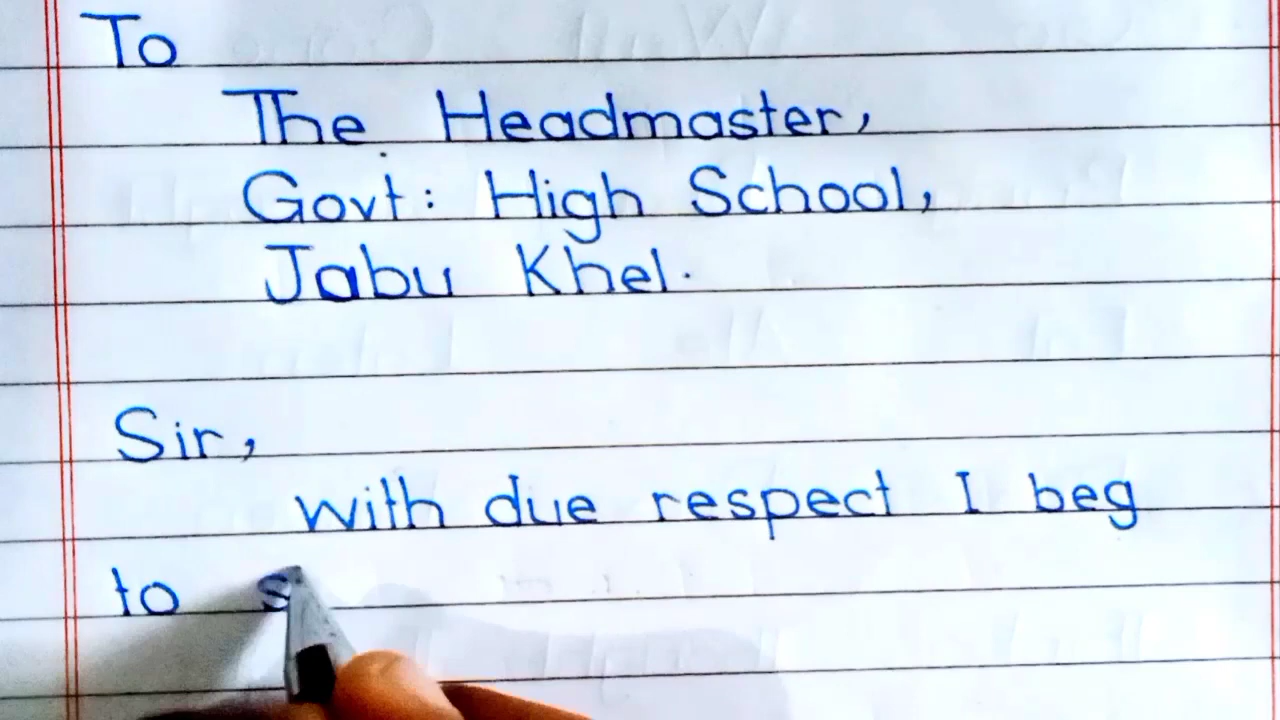 To
The Headmaster,
Govt: High School,
Jabu Khel.
Sir,
with due respect I beg
to s